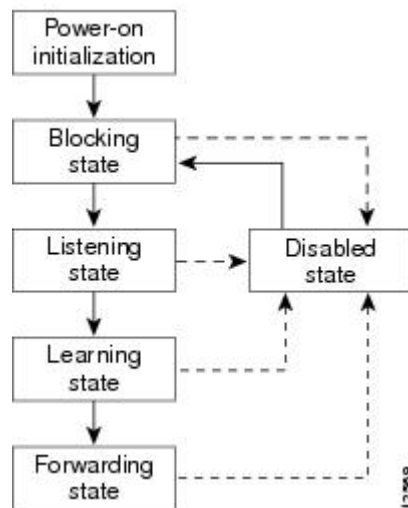 Power-on
initialization
Blocking
state
Listening
state
Disabled
state
Learning
state
Forwarding
state